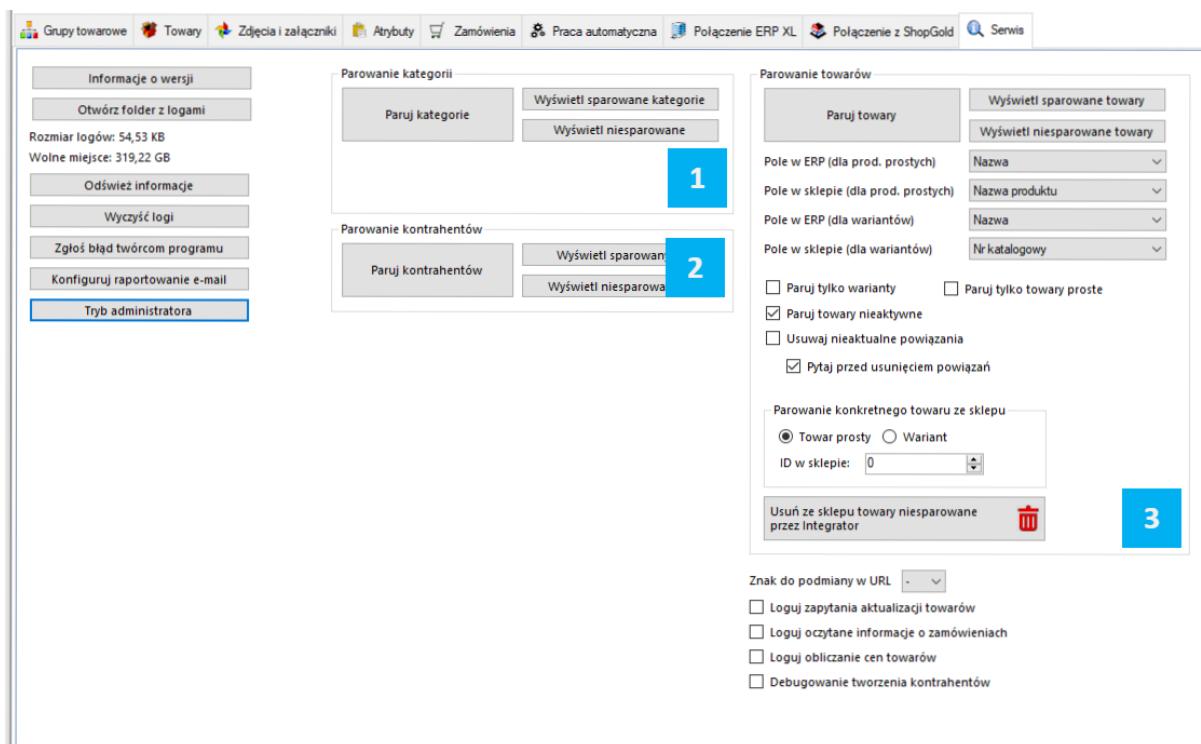 Grupy towarowe
Towary
Zdjęcia i załączniki
Atrybuty
Zamówienia
Praca automatyczna
Połączenie ERP XL
Połączenie z ShopGold
Serwis
Informacje o wersji
Otwórz folder z logami
Rozmiar logów: 54,53 KB
Wolne miejsce: 319,22 GB
Odśwież informacje
Wyczyść logi
Zgłoś błąd twórcom programu
Konfiguruj raportowanie e-mail
Tryb administratora
Parowanie kategorii
Paruj kategorie
Wyświetl sparowane kategorie
Wyświetl niesparowane
1
Parowanie kontrahentów
Paruj kontrahentów
Wyświetl sparowan
Wyświetl niesparowa
2
Parowanie towarów
Paruj towary
Wyświetl sparowane towary
Wyświetl niesparowane towary
Pole w ERP (dla prod. prostych)
Nazwa
Pole w sklepie (dla prod. prostych)
Nazwa produktu
Pole w ERP (dla wariantów)
Nazwa
Pole w sklepie (dla wariantów)
Nr katalogowy
Paruj tylko warianty
Paruj tylko towary proste
Paruj towary nieaktywne
Usuwaj nieaktualne powiązania
Pytaj przed usunięciem powiązań
Parowanie konkretnego towaru ze sklepu
Towar prosty
Wariant
ID w sklepie:
0
Usuń ze sklepu towary niesparowane
przez Integrator
3
Znak do podmiany w URL
-
Loguj zapytania aktualizacji towarów
Loguj oczytane informacje o zamówieniach
Loguj obliczanie cen towarów
Debugowanie tworzenia kontrahentów